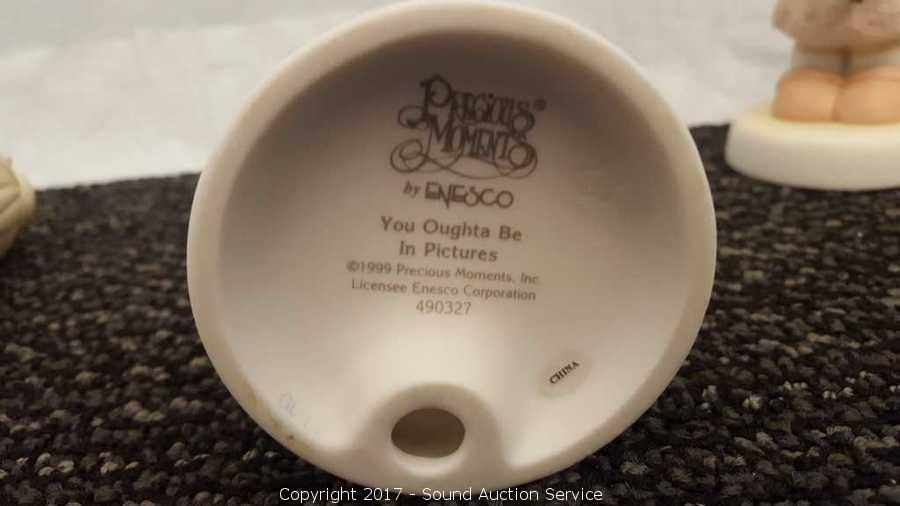 PRECIOUS®
MOMENTS
by ENESCO
You Oughta Be
In Pictures
©1999 Precious Moments, Inc
Licensee Enesco Corporation
490327
CHINA
Copyright 2017 - Sound Auction Service